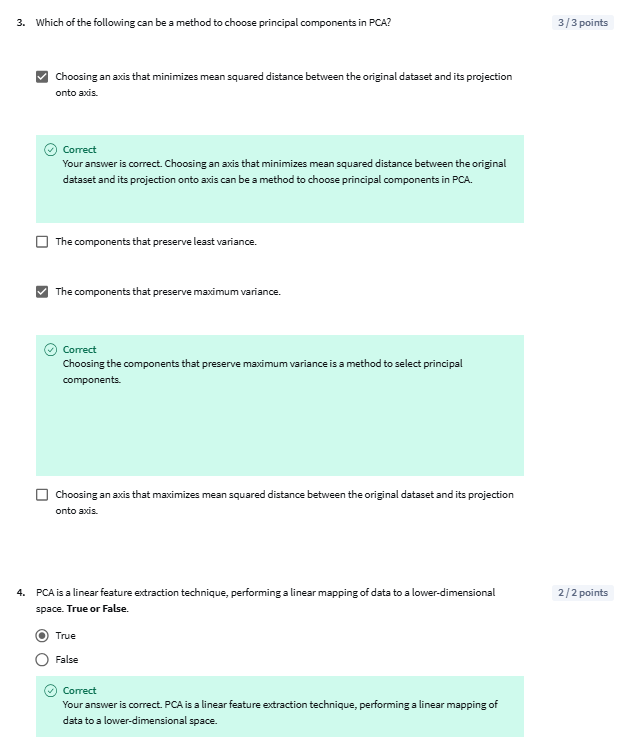 3. Which of the following can be a method to choose principal components in PCA?
3 / 3 points
Choosing an axis that minimizes mean squared distance between the original dataset and its projection
onto axis.
Correct
Your answer is correct. Choosing an axis that minimizes mean squared distance between the original
dataset and its projection onto axis can be a method to choose principal components in PCA.
The components that preserve least variance.
The components that preserve maximum variance.
Correct
Choosing the components that preserve maximum variance is a method to select principal
components.
Choosing an axis that maximizes mean squared distance between the original dataset and its projection
onto axis.
4. PCA is a linear feature extraction technique, performing a linear mapping of data to a lower-dimensional
2 / 2 points
space. True or False.
True
False
Correct
Your answer is correct. PCA is a linear feature extraction technique, performing a linear mapping of
data to a lower-dimensional space.